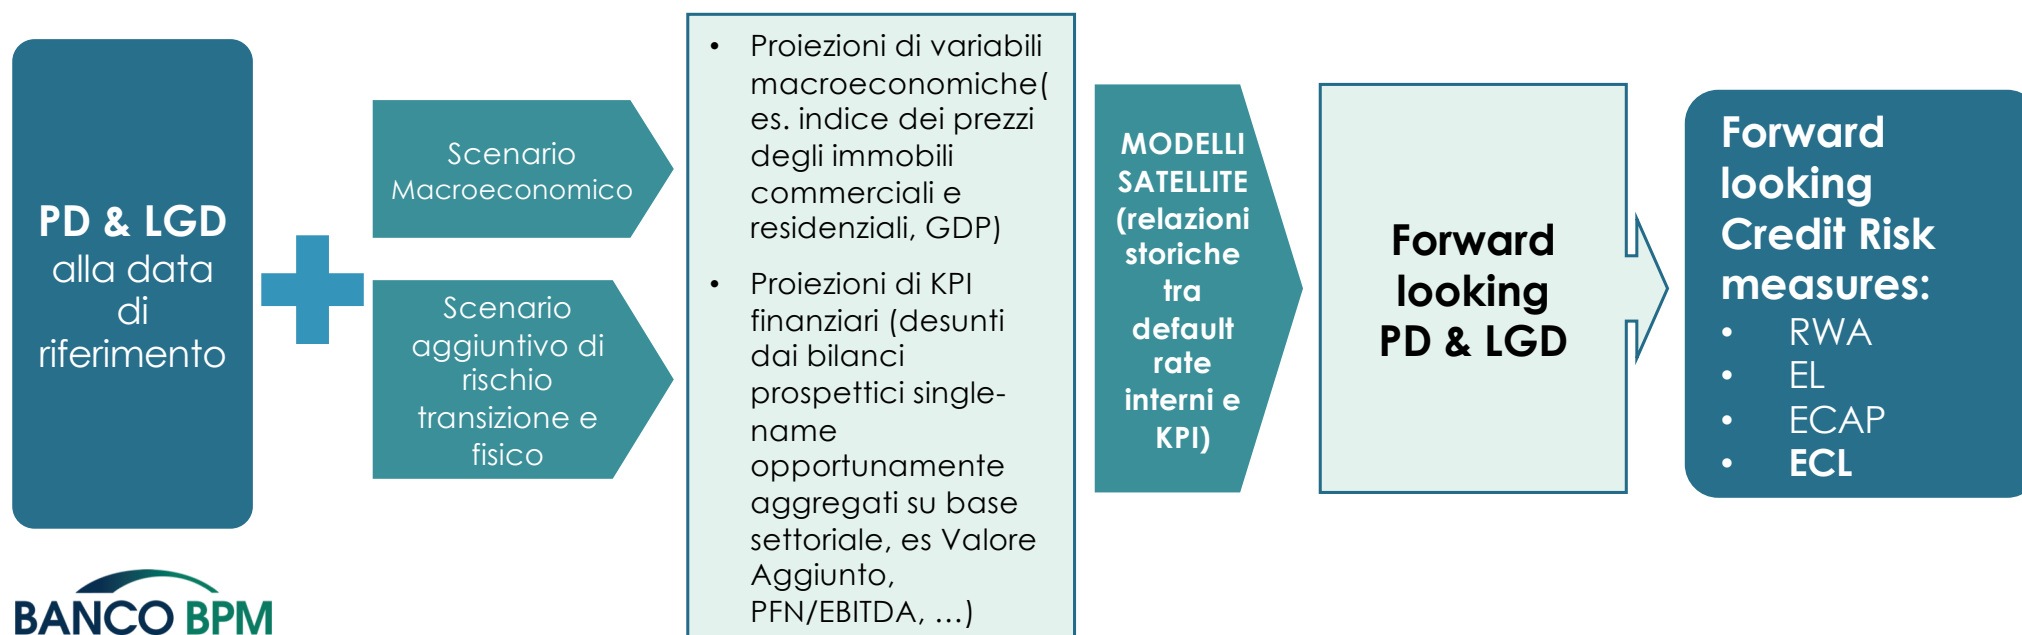 PD & LGD
alla data
di
riferimento
Scenario
Macroeconomico
Scenario
aggiuntivo di
rischio
transizione e
fisico
• Proiezioni di variabili
macroeconomiche(
es. indice dei prezzi
degli immobili
commerciali e
residenziali, GDP)
• Proiezioni di KPI
finanziari (desunti
dai bilanci
prospettici single-
name
opportunamente
aggregati su base
settoriale, es Valore
Aggiunto,
PFN/EBITDA, …)
MODELLI
SATELLITE
(relazioni
storiche
tra
default
rate
interni e
KPI)
Forward
looking
PD & LGD
Forward
looking
Credit Risk
measures:
• RWA
• EL
• ECAP
• ECL
BANCO BPM